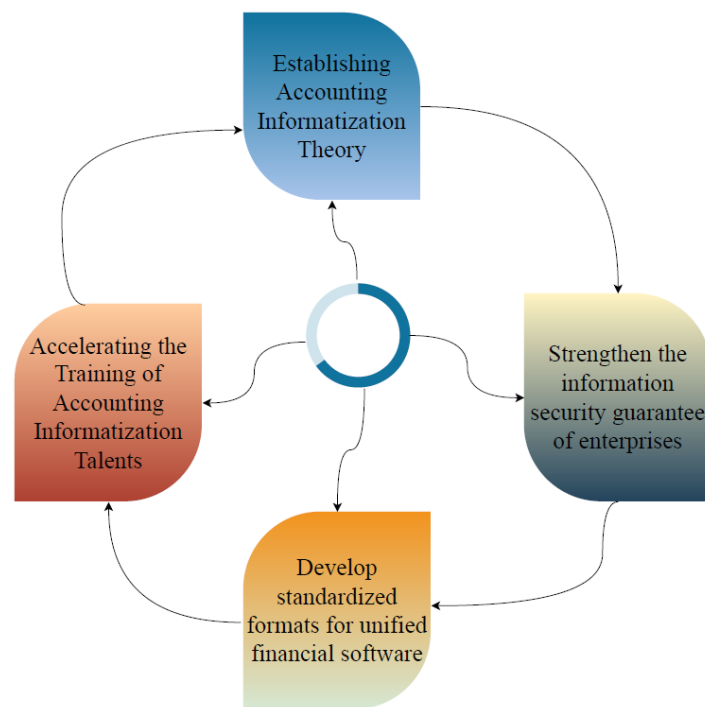 Establishing
Accounting
Informatization
Theory
Strengthen the
information
security guarantee
of enterprises
Develop
standardized
formats for unified
financial software
Accelerating the
Training of
Accounting
Informatization
Talents